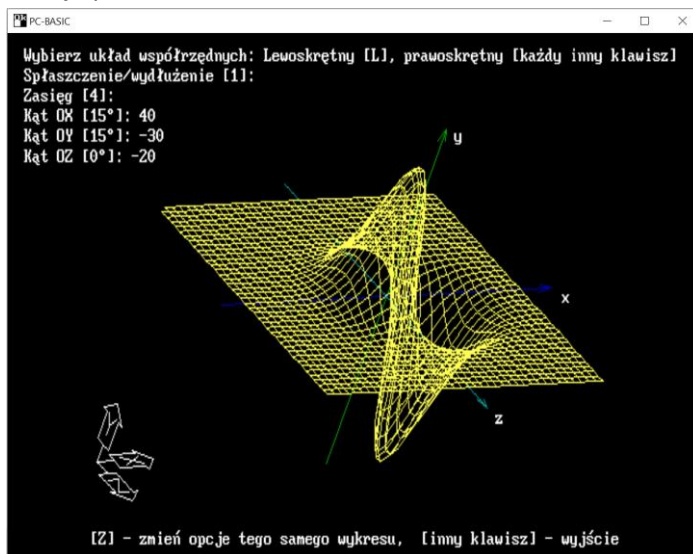 PC-BASIC
Wybierz układ współrzędnych: Lewoskrętny [L], prawoskrętny [każdy inny klawisz]
Spłaszczenie/wydłużenie [1]:
Zasięg [4]:
Kąt OX [15°]: 40
Kąt OY [15°]: -30
Kąt OZ [0°]: -20
y
x
z
[Z] - zmień opcje tego samego wykresu, [inny klawisz] - wyjście